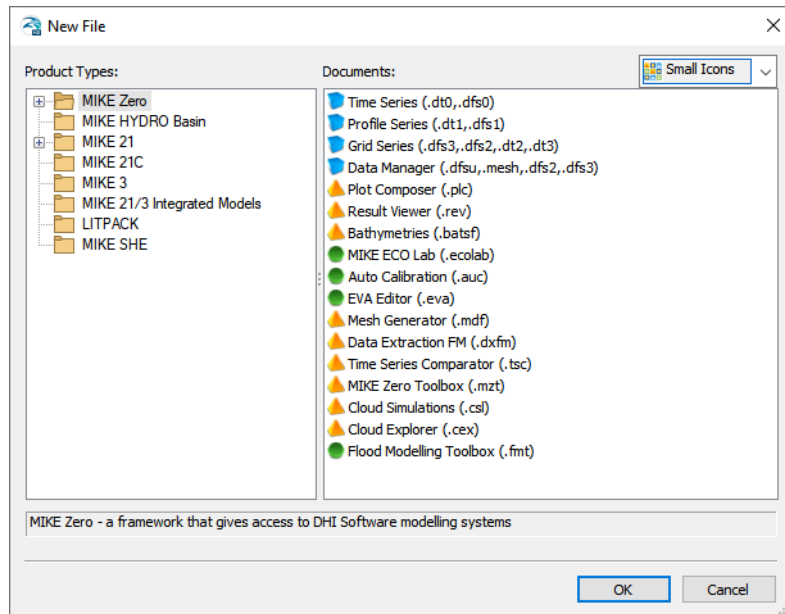 New File
Product Types:
Documents:
Small Icons
MIKE Zero
MIKE HYDRO Basin
MIKE 21
MIKE 21C
MIKE 3
MIKE 21/3 Integrated Models
LITPACK
MIKE SHE
Time Series (.dt0,.dfs0)
Profile Series (.dt1,.dfs1)
Grid Series (.dfs3,.dfs2,.dt2,.dt3)
Data Manager (.dfsu,.mesh,.dfs2,.dfs3)
Plot Composer (.plc)
Result Viewer (.rev)
Bathymetries (.batsf)
MIKE ECO Lab (.ecolab)
Auto Calibration (.auc)
EVA Editor (.eva)
Mesh Generator (.mdf)
Data Extraction FM (.dxfm)
Time Series Comparator (.tsc)
MIKE Zero Toolbox (.mzt)
Cloud Simulations (.csl)
Cloud Explorer (.cex)
Flood Modelling Toolbox (.fmt)
MIKE Zero - a framework that gives access to DHI Software modelling systems
OK
Cancel